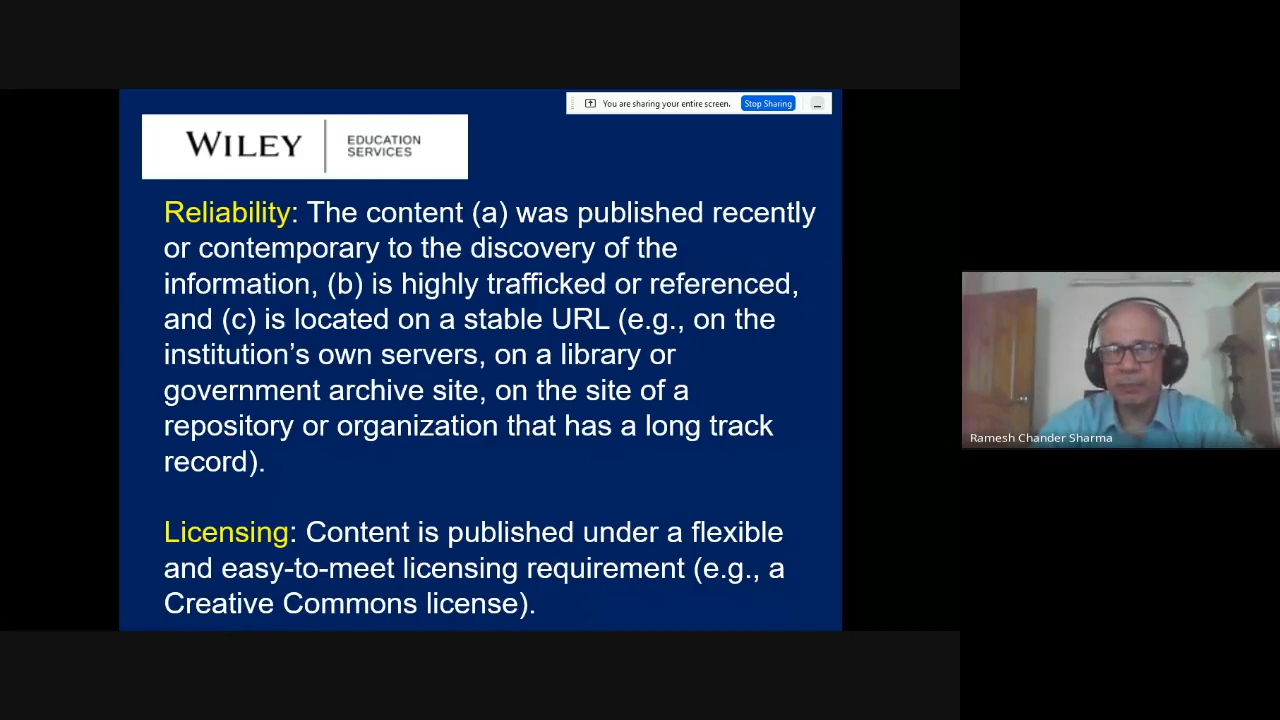 You are sharing your entire screen.
Stop Sharing
WILEY
EDUCATION
SERVICES
Reliability: The content (a) was published recently
or contemporary to the discovery of the
information, (b) is highly trafficked or referenced,
and (c) is located on a stable URL (e.g., on the
institution’s own servers, on a library or
government archive site, on the site of a
repository or organization that has a long track
record).
Licensing: Content is published under a flexible
and easy-to-meet licensing requirement (e.g., a
Creative Commons license).
Ramesh Chander Sharma